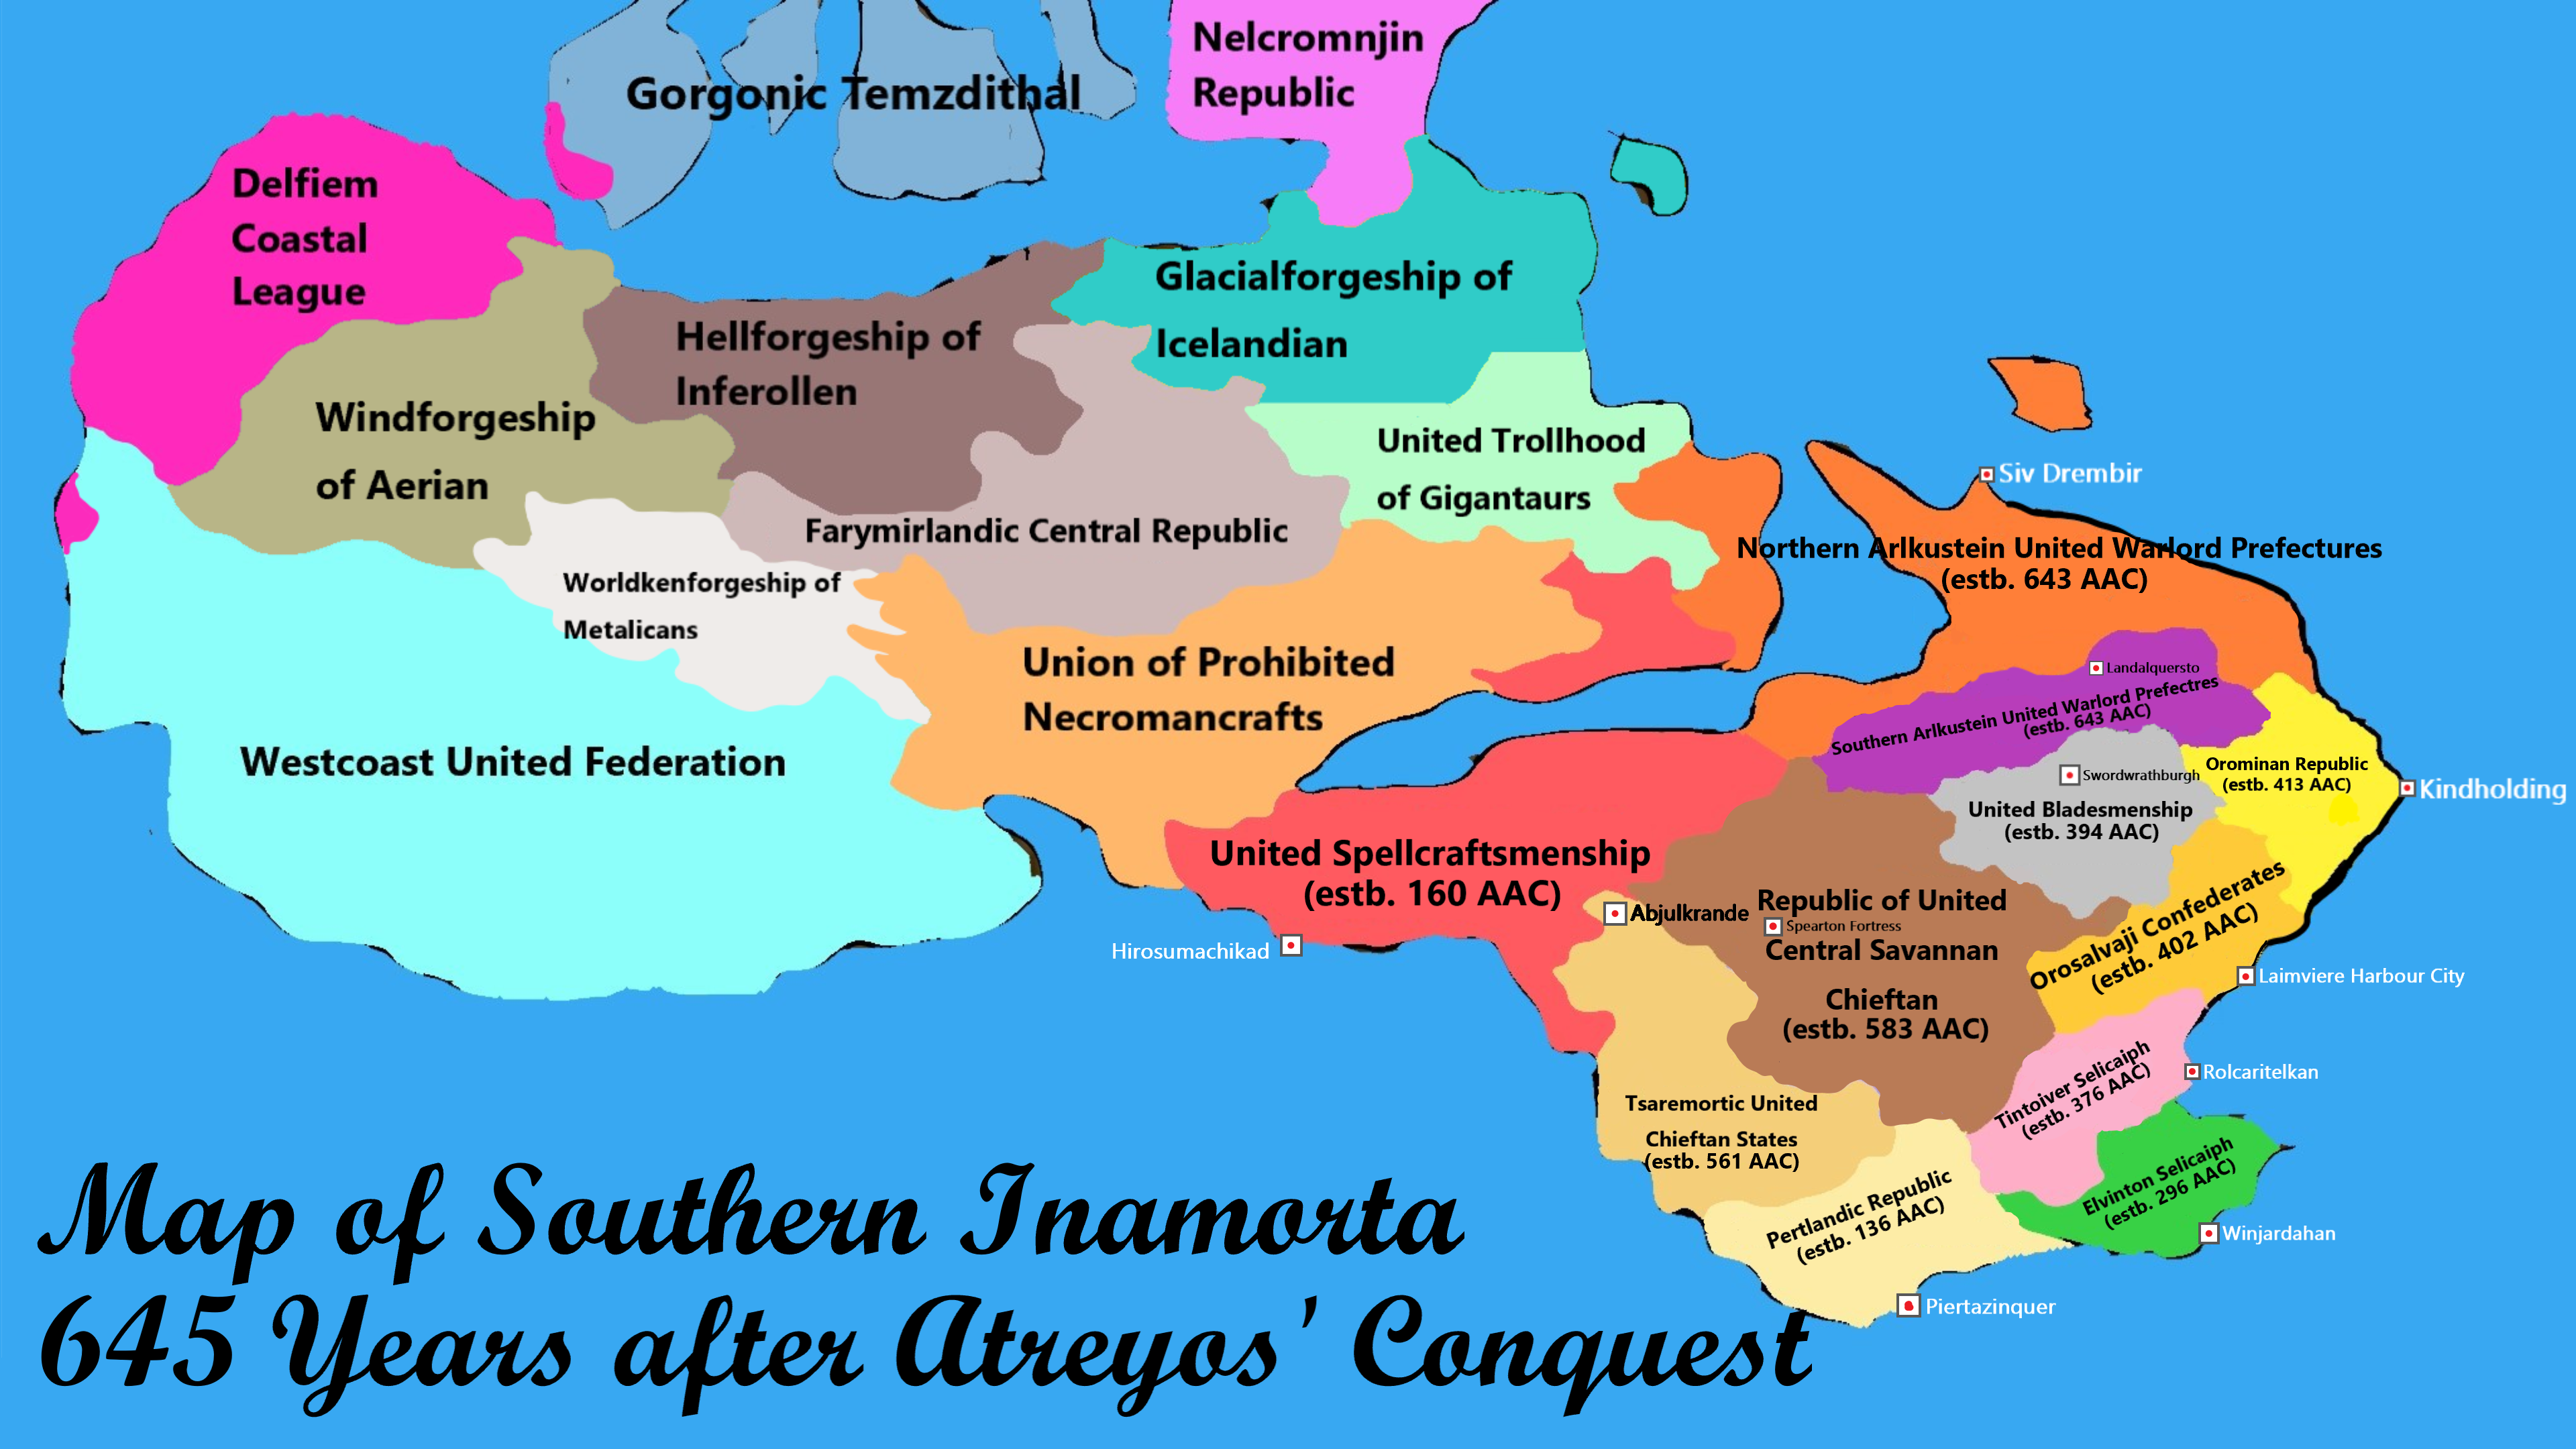 Nelcromnjin
Republic
Gorgonic Temzdithal
Delfiem
Coastal
League
Glacialforgeship of
Icelandian
Hellforgeship of
Inferollen
Windforgeship
of Aerian
United Trollhood
of Gigantaurs
Siv Drembir
Farymirlandic Central Republic
Northern Arlkustein United Warlord Prefectures
(estb. 643 AAC)
Worldkenforgeship of
Metalicans
Union of Prohibited
Necromancrafts
Landalquersto
Southern Arlkustein United Warlord Prefectres
(estb. 643 AAC)
Westcoast United Federation
Orominan Republic
(estb. 413 AAC)
Swordwrathburgh
Kindholding
United Bladesmenship
(estb. 394 AAC)
United Spellcraftsmenship
(estb. 160 AAC)
Abjulkrande
Republic of United
Spearton Fortress
Central Savannan
Chieftan
(estb. 583 AAC)
Orosalvaji Confederates
(estb. 402 AAC)
Hirosumachikad
Laimviere Harbour City
Tintoiver Selicaiph
(estb. 376 AAC)
Rolcaritelkan
Tsaremortic United
Chieftan States
(estb. 561 AAC)
Elvinton Selicaiph
(estb. 296 AAC)
Pertlandic Republic
(estb. 136 AAC)
Winjardahan
Piertazinquer
Map of Southern Inamorta
645 Years after Atreyos' Conquest